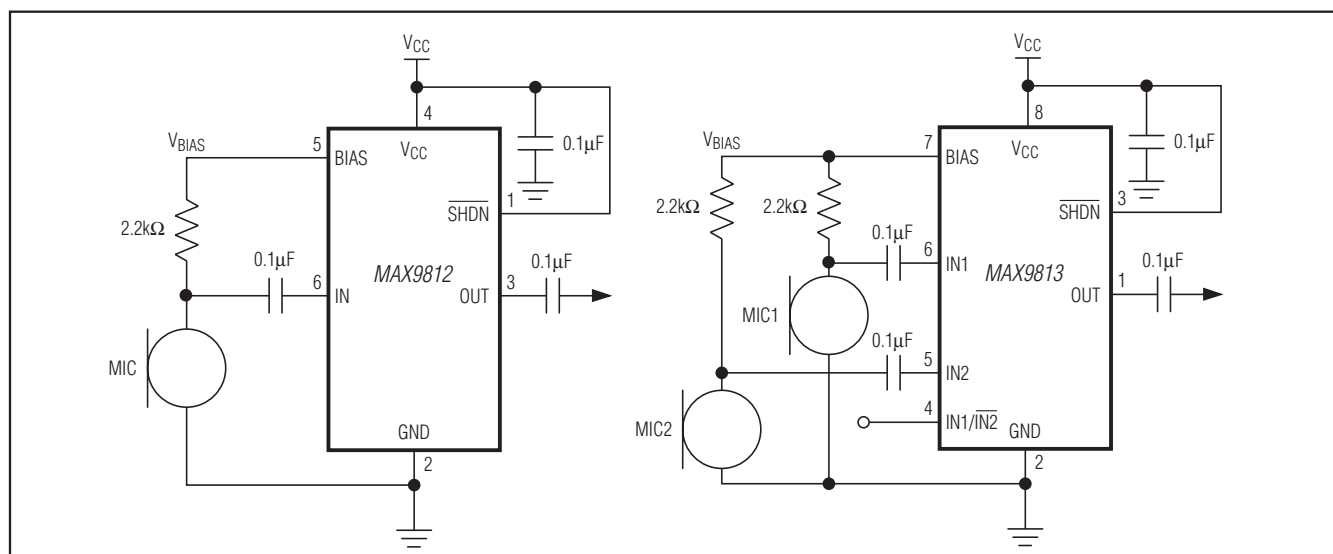 VCC
4
VBIAS
5
BIAS
VCC
0.1µF
1
SHDN
2.2kΩ
0.1µF
6
IN
MAX9812
0.1µF
3
OUT
MIC
GND
2
VCC
8
VBIAS
7
BIAS
VCC
0.1µF
3
SHDN
2.2kΩ
2.2kΩ
0.1µF
6
IN1
MAX9813
0.1µF
1
OUT
MIC1
0.1µF
5
IN2
4
IN1/IN2
MIC2
GND
2